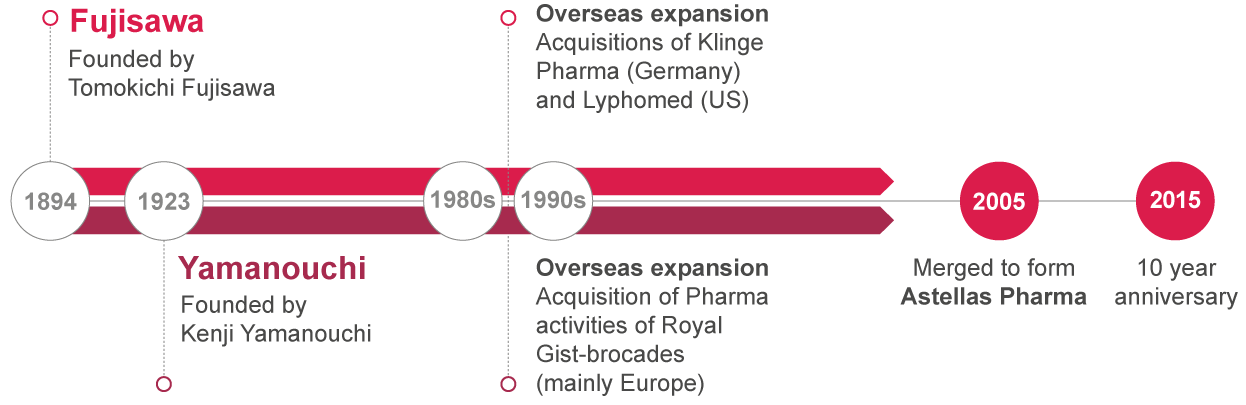 Fujisawa
Founded by
Tomokichi Fujisawa
Overseas expansion
Acquisitions of Klinge
Pharma (Germany)
and Lyphomed (US)
1894
1923
1980s
1990s
2005
2015
Yamanouchi
Founded by
Kenji Yamanouchi
Overseas expansion
Acquisition of Pharma
activities of Royal
Gist-brocades
(mainly Europe)
Merged to form
Astellas Pharma
10 year
anniversary